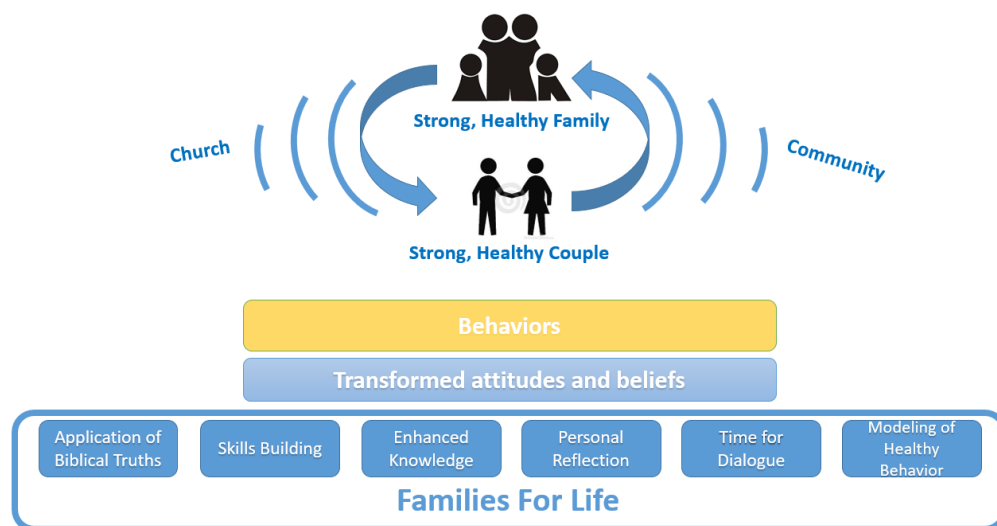 Strong, Healthy Family
Church
Community
Strong, Healthy Couple
Behaviors
Transformed attitudes and beliefs
Application of
Biblical Truths
Skills Building
Enhanced
Knowledge
Personal
Reflection
Time for
Dialogue
Modeling of
Healthy
Behavior
Families For Life